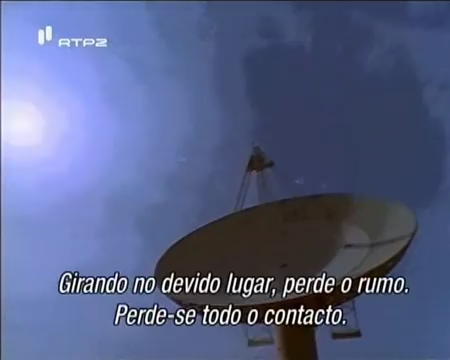 RTP2
Girando no devido lugar, perde o rumo.
Perde-se todo o contacto.